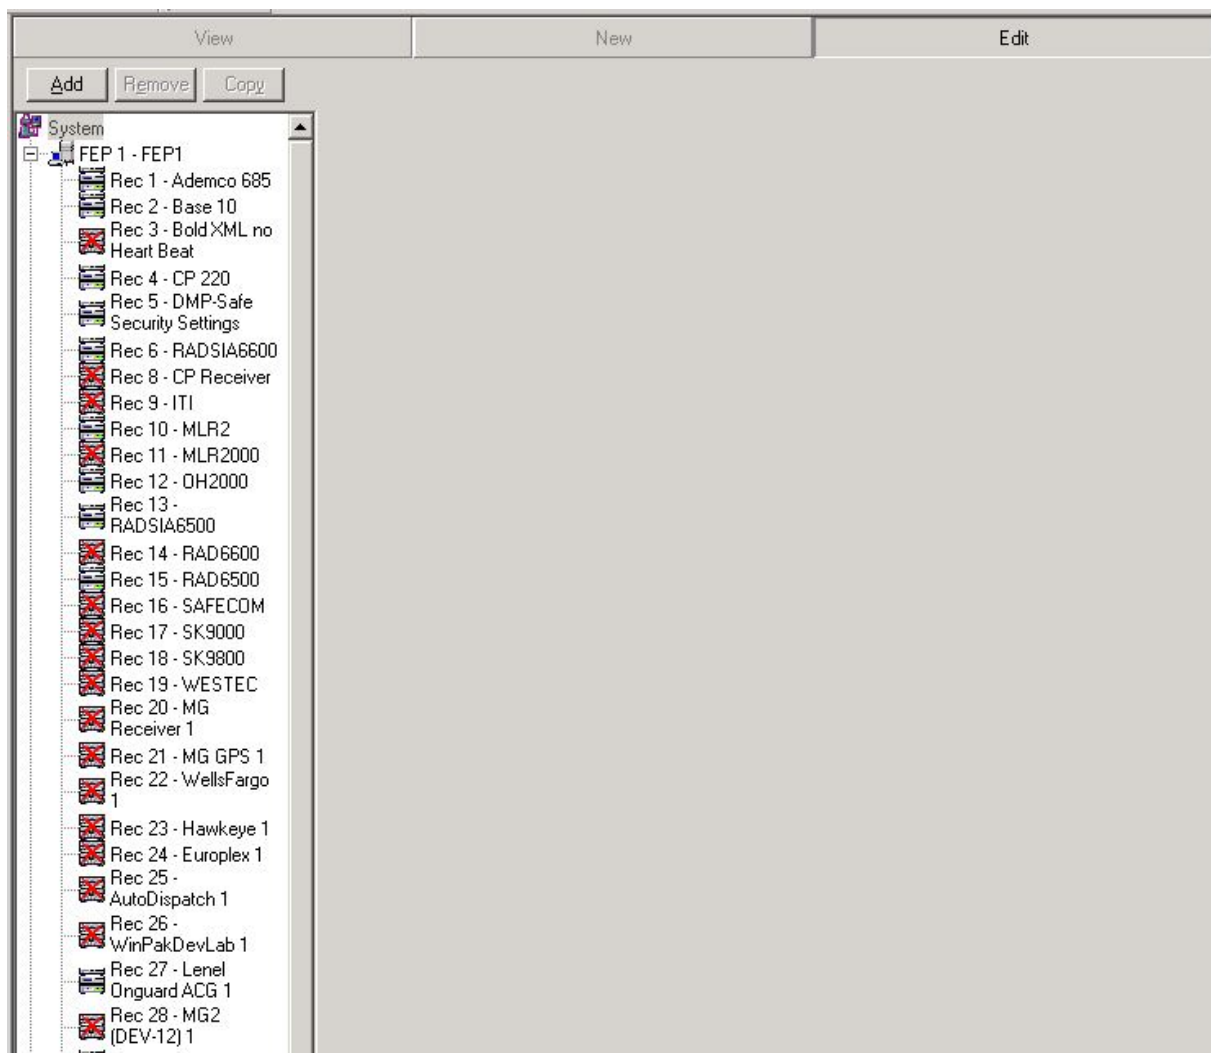 View New Edit
Add Remove Copy
System
FEP 1 - FEP1
Rec 1 - Ademco 685
Rec 2 - Base 10
Rec 3 - Bold XML no
Heart Beat
Rec 4 - CP 220
Rec 5 - DMP-Safe
Security Settings
Rec 6 - RADSIA6600
Rec 8 - CP Receiver
Rec 9 - ITI
Rec 10 - MLR2
Rec 11 - MLR2000
Rec 12 - OH2000
Rec 13 -
RADSIA6500
Rec 14 - RAD6600
Rec 15 - RAD6500
Rec 16 - SAFECOM
Rec 17 - SK9000
Rec 18 - SK9800
Rec 19 - WESTEC
Rec 20 - MG
Receiver 1
Rec 21 - MG GPS 1
Rec 22 - WellsFargo
1
Rec 23 - Hawkeye 1
Rec 24 - Europlex 1
Rec 25 -
AutoDispatch 1
Rec 26 -
WinPakDevLab 1
Rec 27 - Lenel
Onguard ACG 1
Rec 28 - MG2
(DEV-12) 1